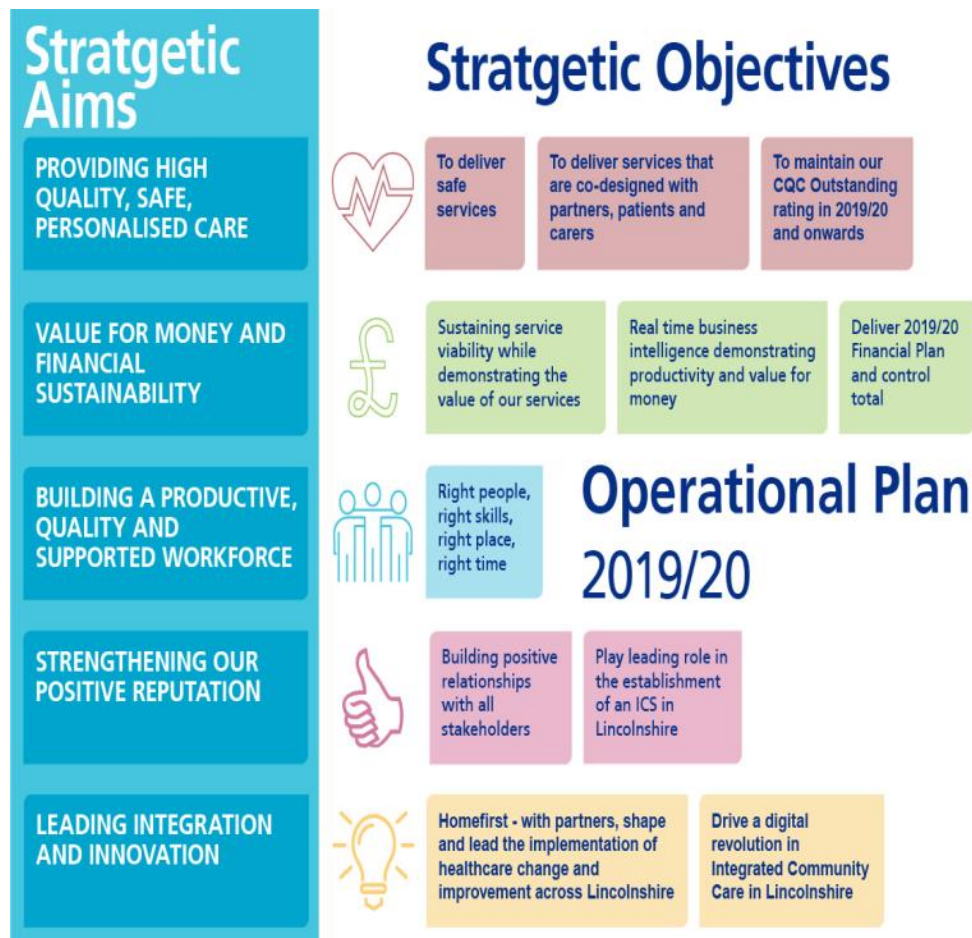 Stratgetic
Aims
Stratgetic Objectives
PROVIDING HIGH
QUALITY, SAFE,
PERSONALISED CARE
To deliver
safe
services
To deliver services that
are co-designed with
partners, patients and
carers
To maintain our
CQC Outstanding
rating in 2019/20
and onwards
VALUE FOR MONEY AND
FINANCIAL
SUSTAINABILITY
£
Sustaining service
viability while
demonstrating the
value of our services
Real time business
intelligence demonstrating
productivity and value for
money
Deliver 2019/20
Financial Plan
and control
total
BUILDING A PRODUCTIVE,
QUALITY AND
SUPPORTED WORKFORCE
Right people,
right skills,
right place,
right time
Operational Plan
2019/20
STRENGTHENING OUR
POSITIVE REPUTATION
Building positive
relationships
with all
stakeholders
Play leading role in
the establishment
of an ICS in
Lincolnshire
LEADING INTEGRATION
AND INNOVATION
Homefirst - with partners, shape
and lead the implementation of
healthcare change and
improvement across Lincolnshire
Drive a digital
revolution in
Integrated Community
Care in Lincolnshire